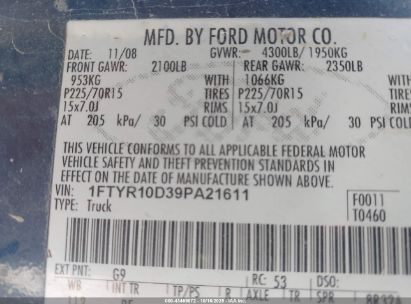 MFD. BY FORD MOTOR CO.
DATE: 11/08 GVWR- 4300LB/ 1950KG
FRONT GAWR: 2100LB REAR GAWR: 2350LB
953KG WITH 1066KG WITH
P225/70R15 TIRES P225/70R15 TIRES
15x7.0J RIMS 15x7.0J RIMS
AT 205 kPa/ 30 PSI COLD AT 205 kPa/ 30 PSI COLD
THIS VEHICLE CONFORMS TO ALL APPLICABLE FEDERAL MOTOR
VEHICLE SAFETY AND THEFT PREVENTION STANDARDS IN
EFFECT ON THE DATE OF MANUFACTURE SHOWN ABOVE.
VIN: 1FTYR10D39PA21611
TYPE: Truck
F0011
T0460
EXT PNT: G9 RC: 53 DSO:
WB INT TR TP/PS R AXLE TR SPR